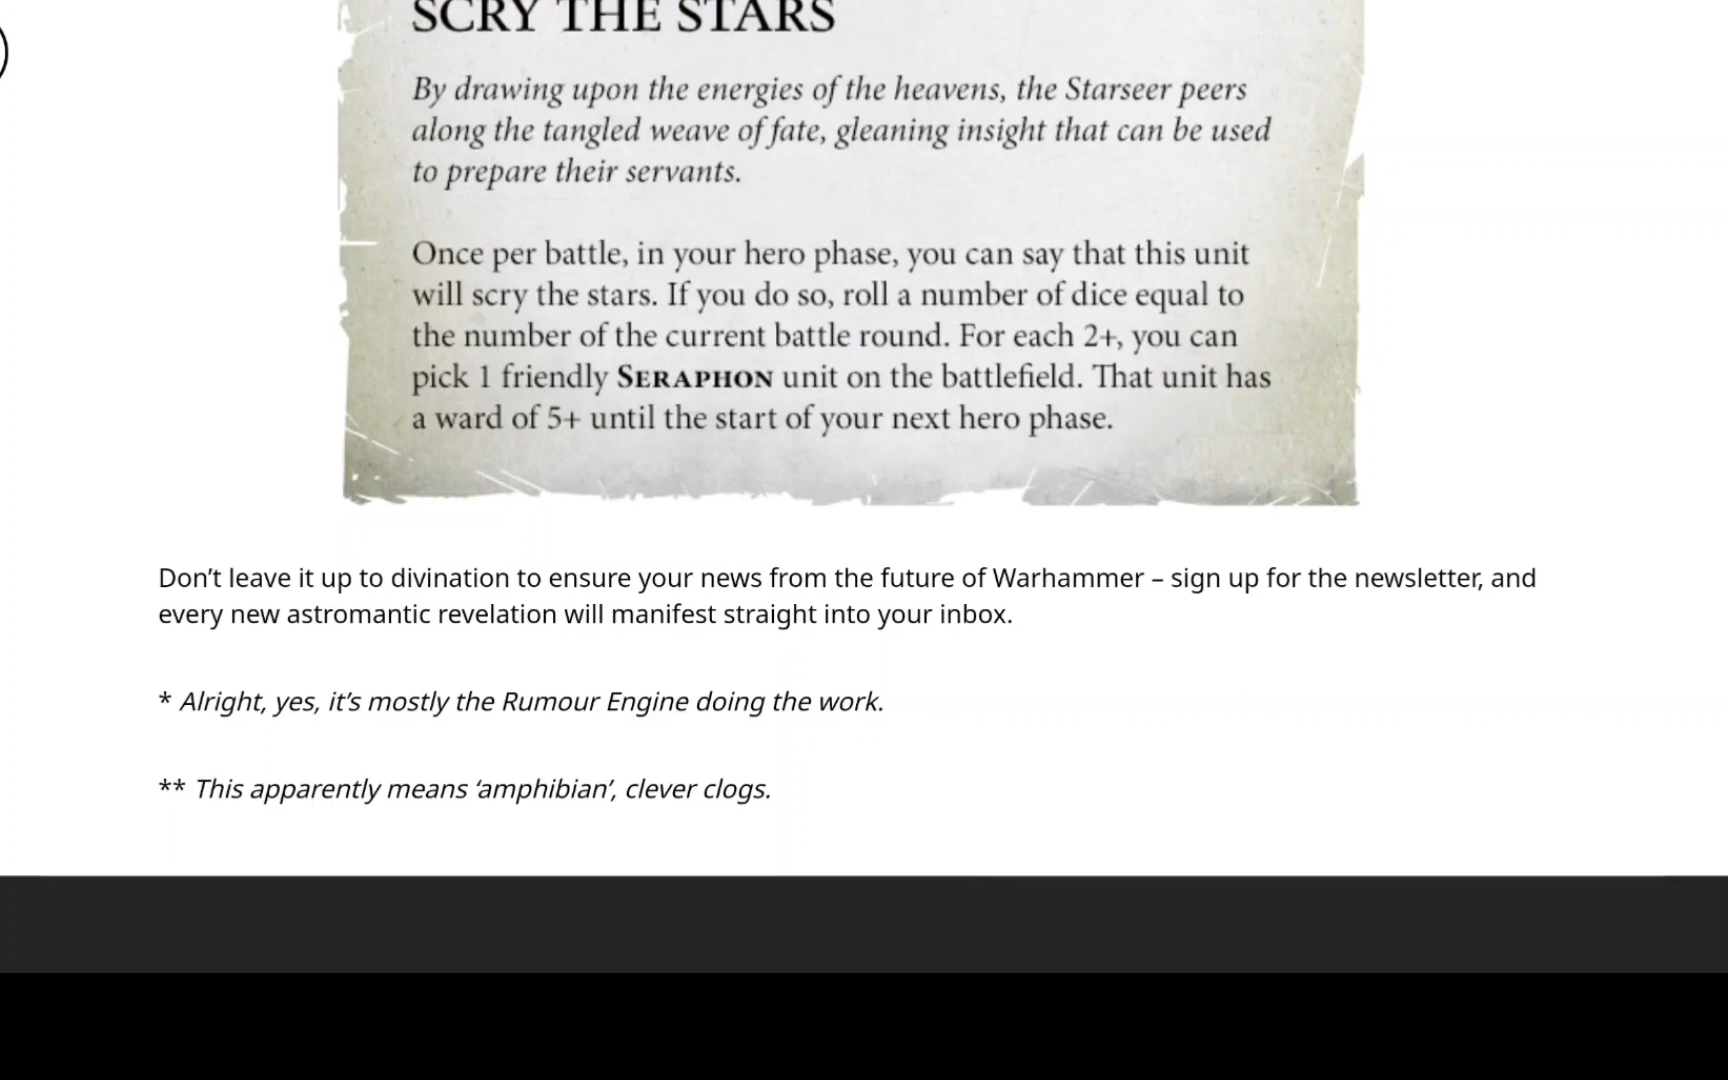 SCRY THE STARS
By drawing upon the energies of the heavens, the Starseer peers
along the tangled weave of fate, gleaning insight that can be used
to prepare their servants.
Once per battle, in your hero phase, you can say that this unit
will scry the stars. If you do so, roll a number of dice equal to
the number of the current battle round. For each 2+, you can
pick 1 friendly SERAPHON unit on the battlefield. That unit has
a ward of 5+ until the start of your next hero phase.
Don’t leave it up to divination to ensure your news from the future of Warhammer – sign up for the newsletter, and
every new astromantic revelation will manifest straight into your inbox.
* Alright, yes, it’s mostly the Rumour Engine doing the work.
** This apparently means ‘amphibian’, clever clogs.